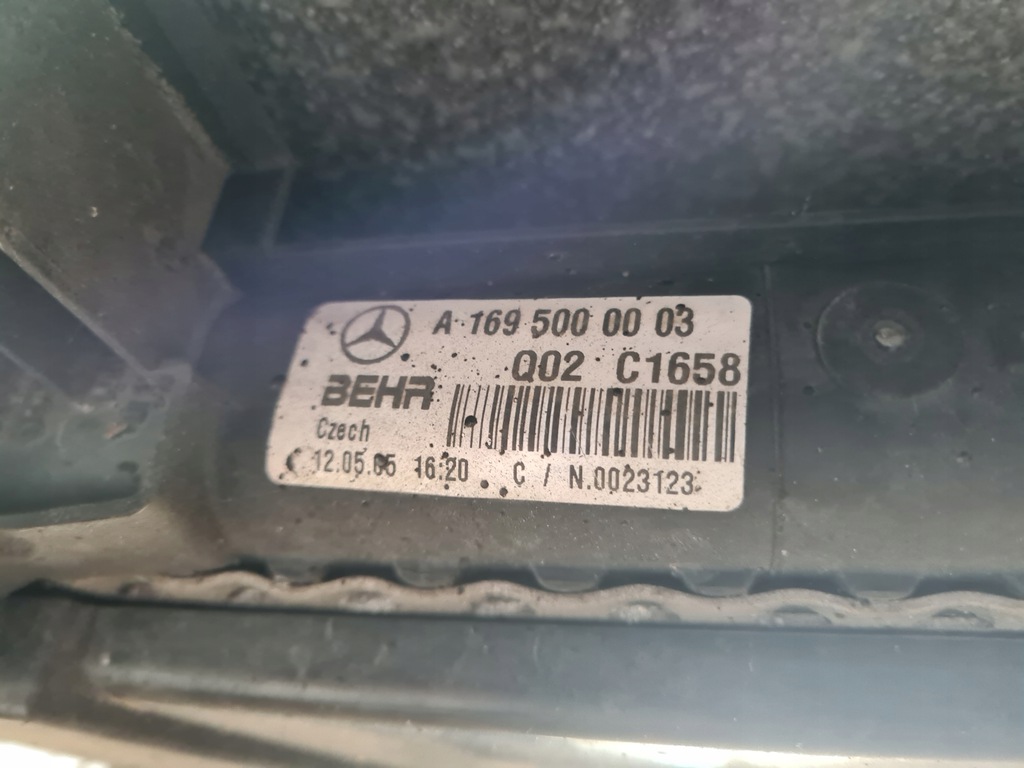 A 169 500 00 03
Q02 C1658
BEHR
Czech
12.05.05 16:20 C / N.0023123